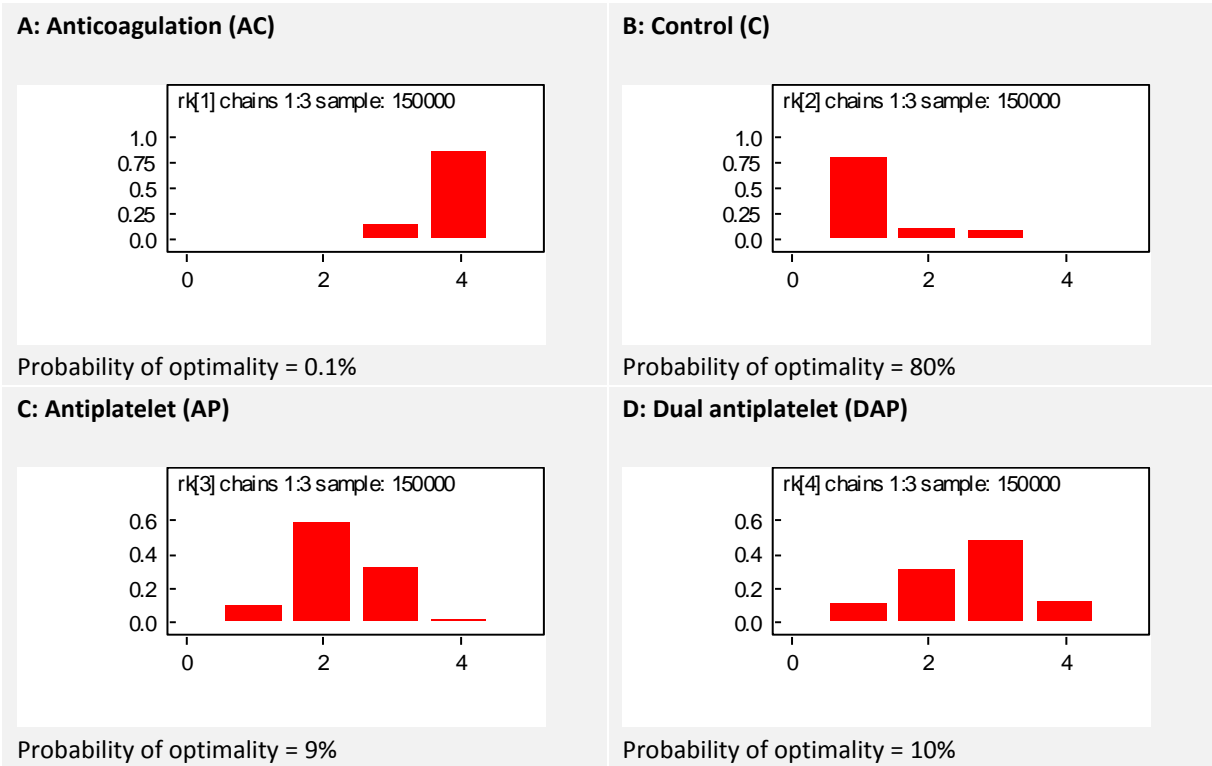 A: Anticoagulation (AC)
rk[1] chains 1:3 sample: 150000
1.0
0.75
0.5
0.25
0.0
0 2 4
Probability of optimality = 0.1%
B: Control (C)
rk[2] chains 1:3 sample: 150000
1.0
0.75
0.5
0.25
0.0
0 2 4
Probability of optimality = 80%
C: Antiplatelet (AP)
rk[3] chains 1:3 sample: 150000
0.6
0.4
0.2
0.0
0 2 4
Probability of optimality = 9%
D: Dual antiplatelet (DAP)
rk[4] chains 1:3 sample: 150000
0.6
0.4
0.2
0.0
0 2 4
Probability of optimality = 10%